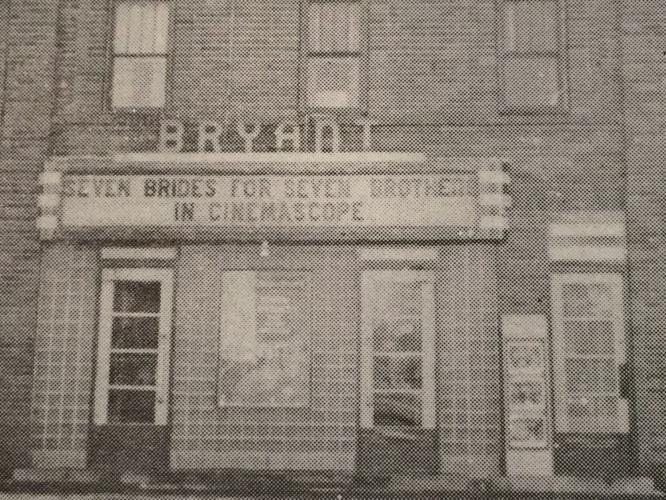 BRYANT
SEVEN BRIDES FOR SEVEN BROTHERS
IN CINEMASCOPE